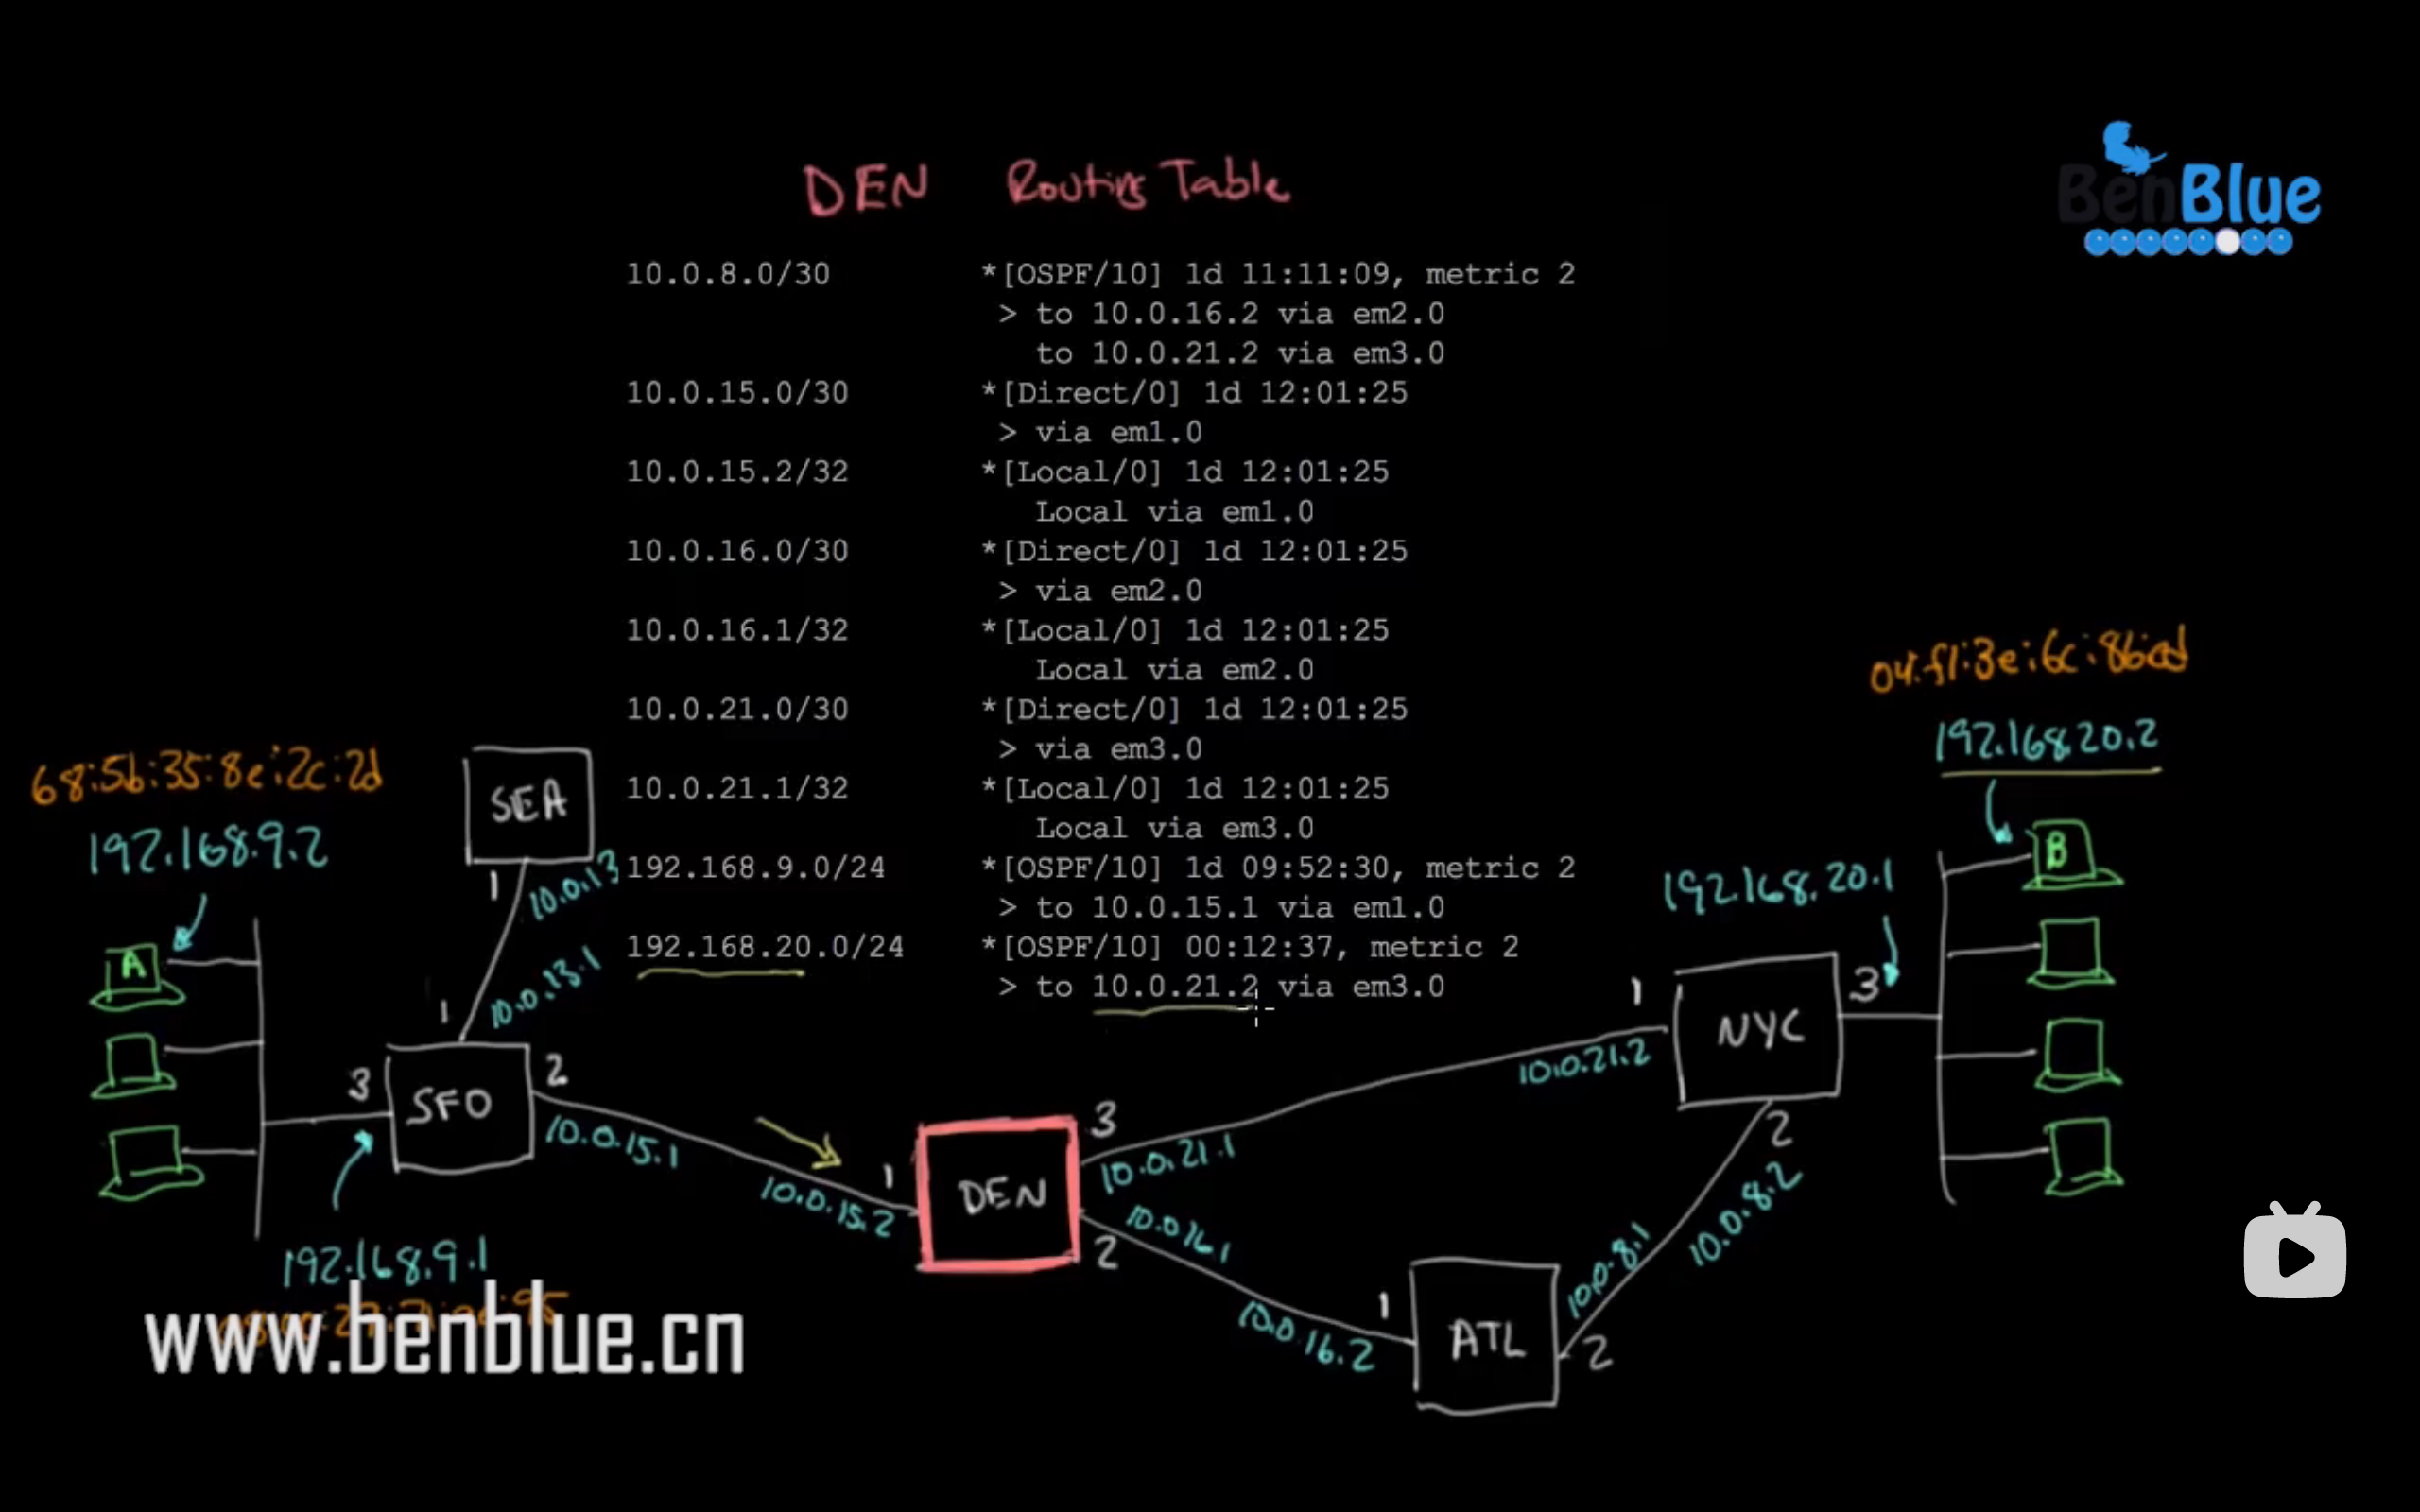 DEN Routing Table
BenBlue
10.0.8.0/30 *[OSPF/10] 1d 11:11:09, metric 2
> to 10.0.16.2 via em2.0
to 10.0.21.2 via em3.0
10.0.15.0/30 *[Direct/0] 1d 12:01:25
> via em1.0
10.0.15.2/32 *[Local/0] 1d 12:01:25
Local via em1.0
10.0.16.0/30 *[Direct/0] 1d 12:01:25
> via em2.0
10.0.16.1/32 *[Local/0] 1d 12:01:25
Local via em2.0
10.0.21.0/30 *[Direct/0] 1d 12:01:25
> via em3.0
10.0.21.1/32 *[Local/0] 1d 12:01:25
Local via em3.0
192.168.9.0/24 *[OSPF/10] 1d 09:52:30, metric 2
> to 10.0.15.1 via em1.0
192.168.20.0/24 *[OSPF/10] 00:12:37, metric 2
> to 10.0.21.2 via em3.0
68:5b:35:8e:2c:2d
192.168.9.2
A
SEA
1
10.0.13
10.0.13.1
1
3
SFO
2
10.0.15.1
192.168.9.1
www.benblue.cn
10.0.15.2
1
DEN
3
10.0.21.1
2
10.0.16.1
10.0.16.2
1
ATL
2
10.0.8.1
10.0.8.2
2
10.0.21.2
1
NYC
3
192.168.20.1
04:f1:3e:6c:86:ad
192.168.20.2
B